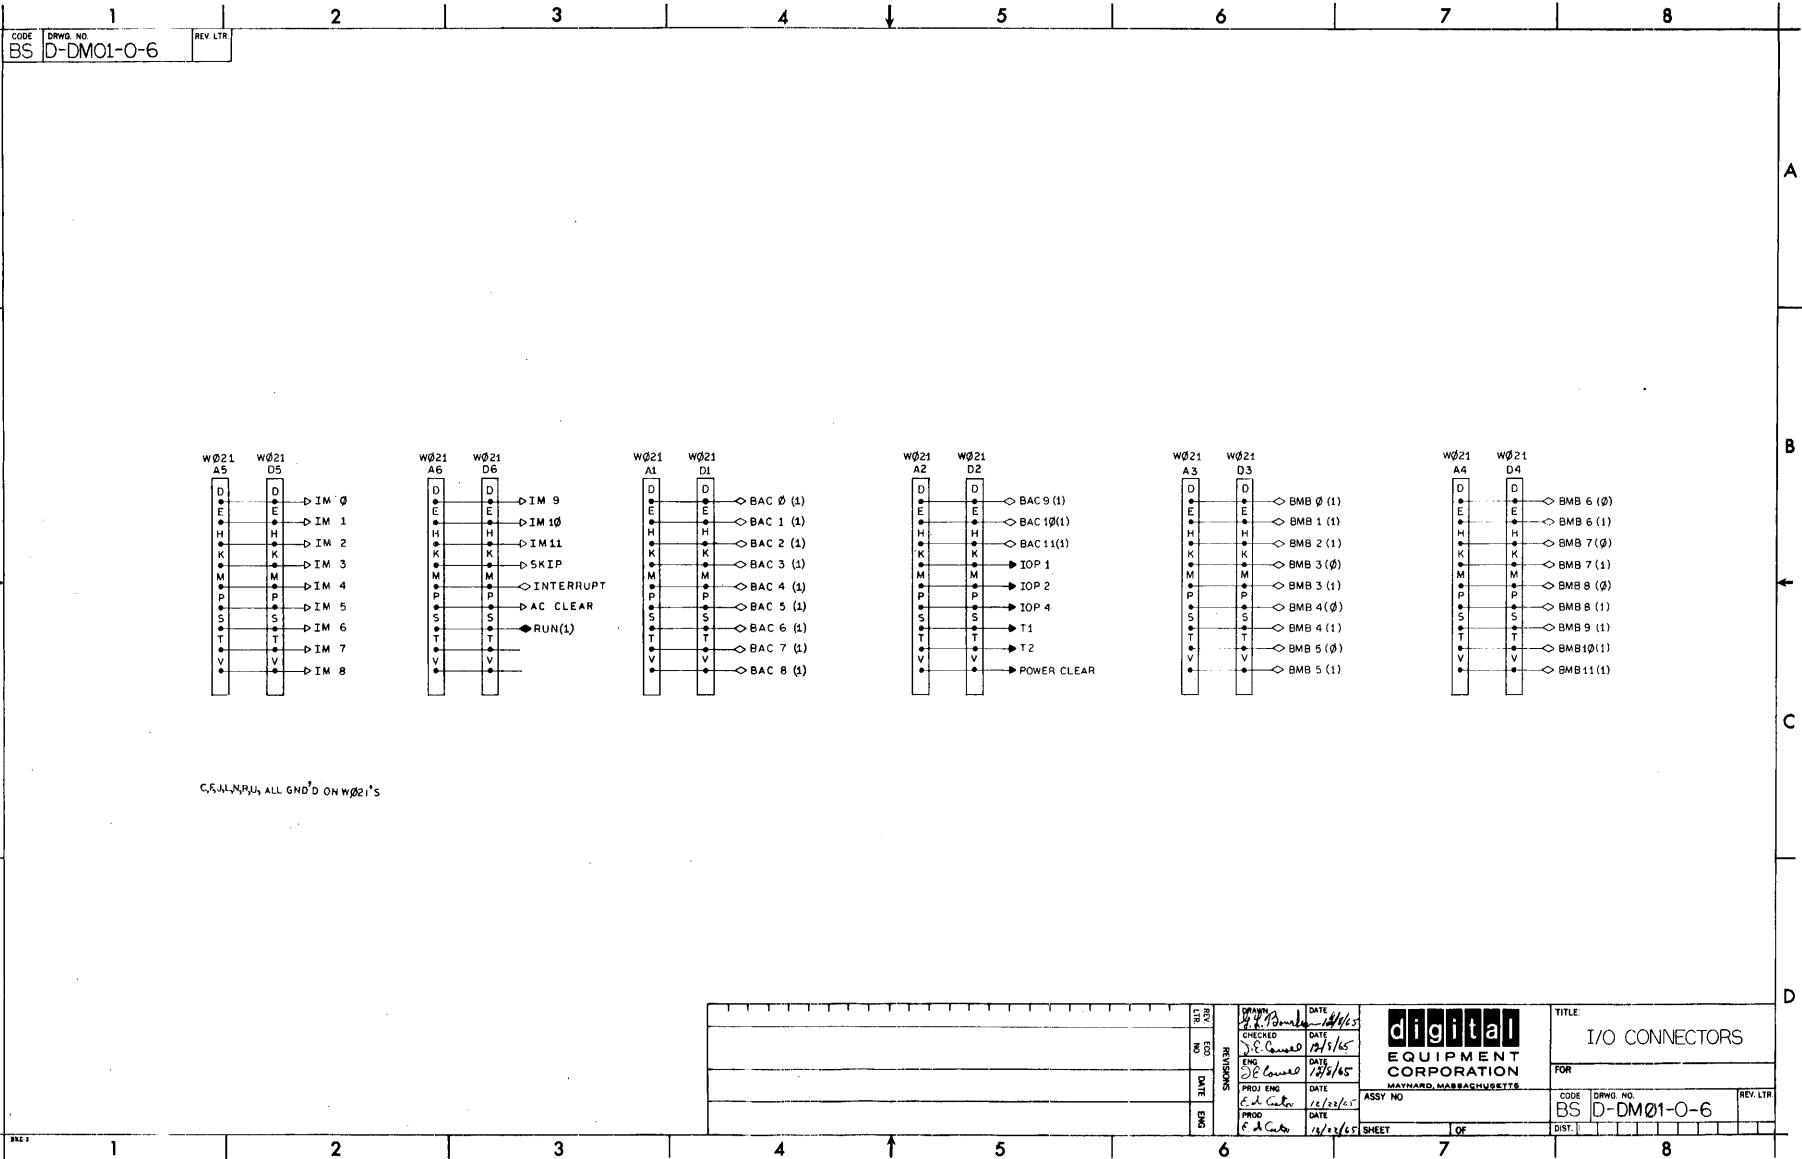 1 2 3 4 5 6 7 8
CODE DRWG. NO. REV. LTR.
BS D-DM01-0-6
A
B
C
D
WØ21 WØ21
A5 D5
D D
E E
H H
K K
M M
P P
S S
T T
V V
IM Ø
IM 1
IM 2
IM 3
IM 4
IM 5
IM 6
IM 7
IM 8
WØ21 WØ21
A6 D6
D D
E E
H H
K K
M M
P P
S S
T T
V V
IM 9
IM 1Ø
IM11
SKIP
INTERRUPT
AC CLEAR
RUN(1)
WØ21 WØ21
A1 D1
D D
E E
H H
K K
M M
P P
S S
T T
V V
BAC Ø (1)
BAC 1 (1)
BAC 2 (1)
BAC 3 (1)
BAC 4 (1)
BAC 5 (1)
BAC 6 (1)
BAC 7 (1)
BAC 8 (1)
WØ21 WØ21
A2 D2
D D
E E
H H
K K
M M
P P
S S
T T
V V
BAC 9 (1)
BAC 1Ø(1)
BAC 11(1)
IOP 1
IOP 2
IOP 4
T1
T2
POWER CLEAR
WØ21 WØ21
A3 D3
D D
E E
H H
K K
M M
P P
S S
T T
V V
BMB Ø (1)
BMB 1 (1)
BMB 2 (1)
BMB 3 (Ø)
BMB 3 (1)
BMB 4 (Ø)
BMB 4 (1)
BMB 5 (Ø)
BMB 5 (1)
WØ21 WØ21
A4 D4
D D
E E
H H
K K
M M
P P
S S
T T
V V
BMB 6 (Ø)
BMB 6 (1)
BMB 7 (Ø)
BMB 7 (1)
BMB 8 (Ø)
BMB 8 (1)
BMB 9 (1)
BMB1Ø(1)
BMB11(1)
C,F,J,L,N,R,U, ALL GND'D ON WØ21'S
REV. LTR. ECO. NO. DATE ENG
REVISIONS
DRAWN DATE
CHECKED DATE
12/8/65
ENG DATE
12/8/65
PROJ ENG DATE
12/22/65
PROD DATE
12/22/65
digital
EQUIPMENT
CORPORATION
MAYNARD, MASSACHUSETTS
ASSY NO
SHEET OF
TITLE:
I/O CONNECTORS
FOR
CODE DRWG. NO. REV. LTR.
BS D-DMØ1-0-6
DIST.
1 2 3 4 5 6 7 8